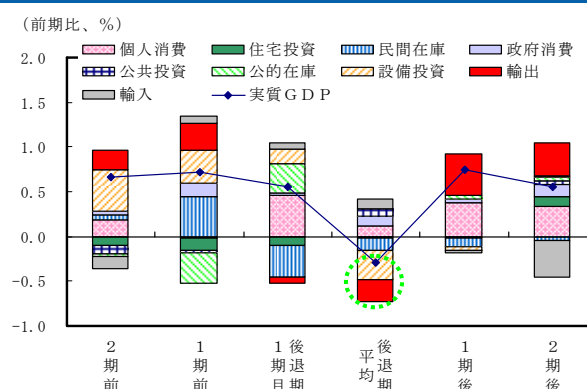 （前期比、％）
個人消費 住宅投資 民間在庫 政府消費
公共投資 公的在庫 設備投資 輸出
輸入 実質ＧＤＰ
2.0
1.5
1.0
0.5
0.0
-0.5
-1.0
２期前
１期前
後退期１期目
後退期平均
１期後
２期後